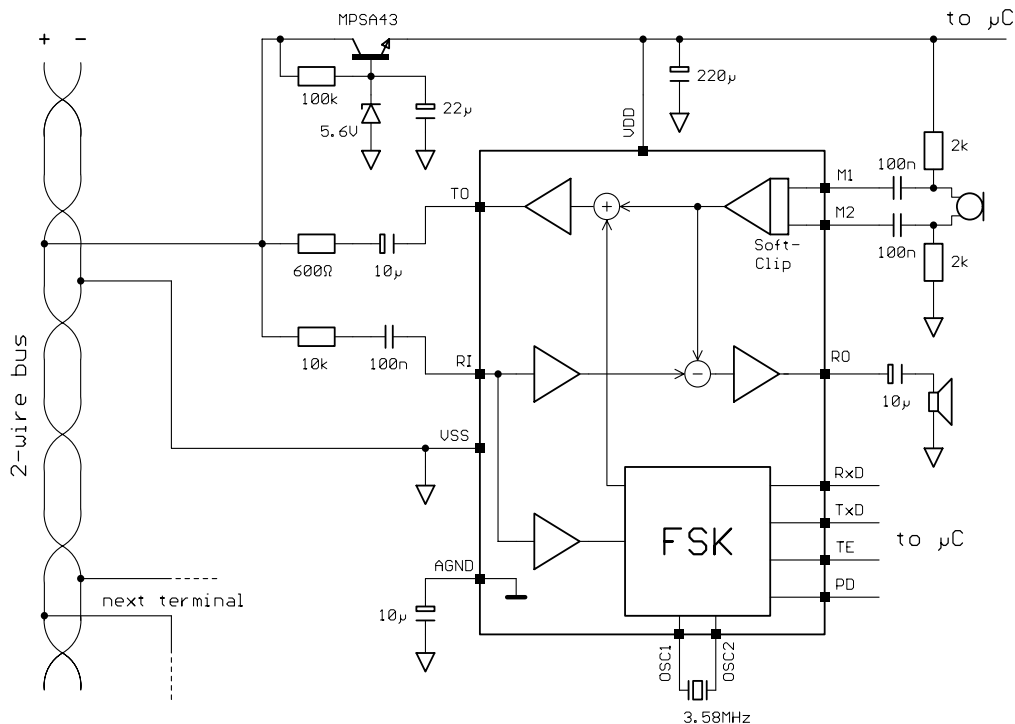 to µC
MPSA43
+ -
100k
5.6V
22µ
220µ
VDD
2k
100n
M1
TO
+
M2
Soft-
Clip
100n
2k
600Ω
10µ
10k
100n
RI
-
RO
10µ
2-wire bus
VSS
RxD
TxD
FSK
TE
to µC
AGND
PD
next terminal
10µ
OSC1
OSC2
3.58MHz